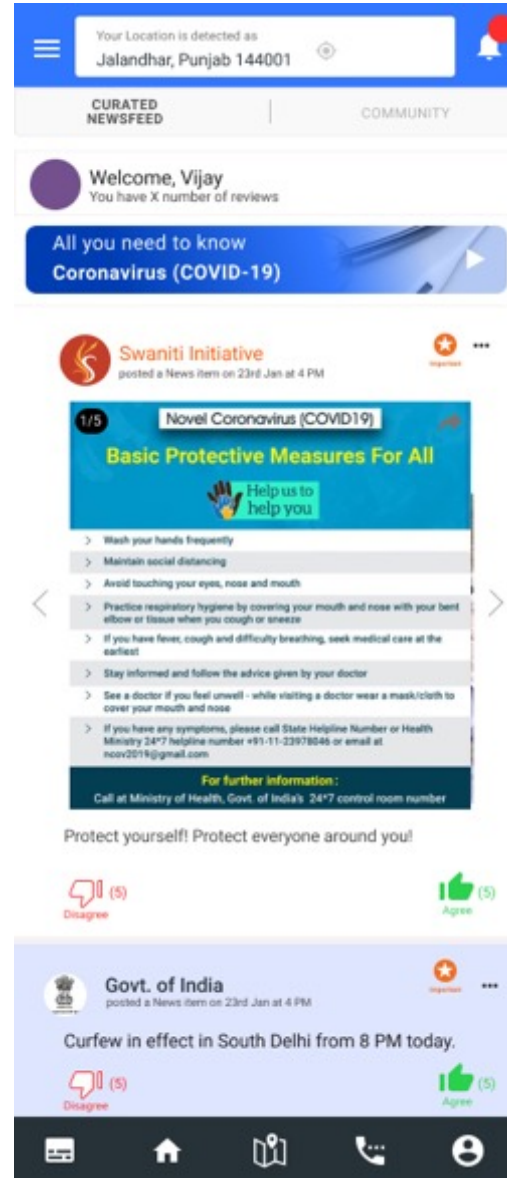 Your Location is detected as
Jalandhar, Punjab 144001
CURATED
NEWSFEED
COMMUNITY
Welcome, Vijay
You have X number of reviews
All you need to know
Coronavirus (COVID-19)
Swaniti Initiative
posted a News item on 23rd Jan at 4 PM
Important
1/5
Novel Coronavirus (COVID19)
Basic Protective Measures For All
Help us to
help you
> Wash your hands frequently
> Maintain social distancing
> Avoid touching your eyes, nose and mouth
> Practice respiratory hygiene by covering your mouth and nose with your bent
elbow or tissue when you cough or sneeze
> If you have fever, cough and difficulty breathing, seek medical care at the
earliest
> Stay informed and follow the advice given by your doctor
> See a doctor if you feel unwell - while visiting a doctor wear a mask/cloth to
cover your mouth and nose
> If you have any symptoms, please call State Helpline Number or Health
Ministry 24*7 helpline number +91-11-23978046 or email at
ncov2019@gmail.com
For further information :
Call at Ministry of Health, Govt. of India's 24*7 control room number
Protect yourself! Protect everyone around you!
(5)
Disagree
(5)
Agree
Govt. of India
posted a News item on 23rd Jan at 4 PM
Important
Curfew in effect in South Delhi from 8 PM today.
(5)
Disagree
(5)
Agree